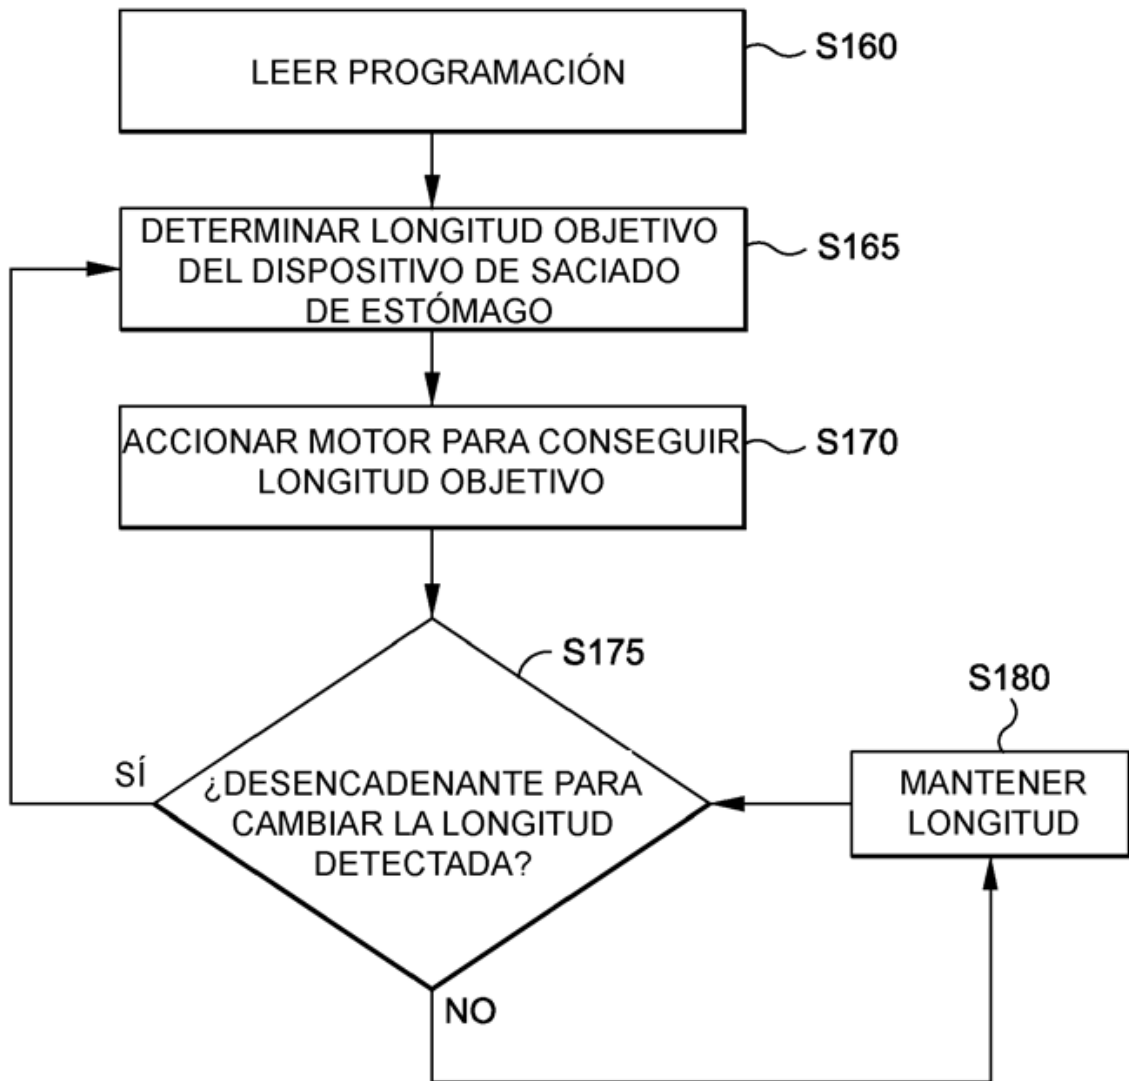 LEER PROGRAMACIÓN
S160
DETERMINAR LONGITUD OBJETIVO
DEL DISPOSITIVO DE SACIADO
DE ESTÓMAGO
S165
ACCIONAR MOTOR PARA CONSEGUIR
LONGITUD OBJETIVO
S170
S175
¿DESENCADENANTE PARA
CAMBIAR LA LONGITUD
DETECTADA?
SÍ
NO
S180
MANTENER
LONGITUD